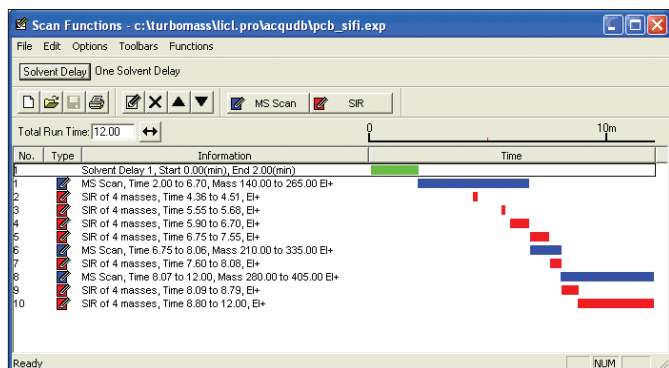 Scan Functions - c:\turbomass\licl.pro\acqudb\pcb_sifi.exp
File Edit Options Toolbars Functions
Solvent Delay One Solvent Delay
MS Scan SIR
Total Run Time: 12.00 0 10m
No. Type Information Time
1 Solvent Delay 1, Start 0.00(min), End 2.00(min)
1 MS Scan, Time 2.00 to 6.70, Mass 140.00 to 265.00 EI+
2 SIR of 4 masses, Time 4.36 to 4.51, EI+
3 SIR of 4 masses, Time 5.55 to 5.68, EI+
4 SIR of 4 masses, Time 5.90 to 6.70, EI+
5 SIR of 4 masses, Time 6.75 to 7.55, EI+
6 MS Scan, Time 6.75 to 8.06, Mass 210.00 to 335.00 EI+
7 SIR of 4 masses, Time 7.60 to 8.08, EI+
8 MS Scan, Time 8.07 to 12.00, Mass 280.00 to 405.00 EI+
9 SIR of 4 masses, Time 8.09 to 8.79, EI+
10 SIR of 4 masses, Time 8.80 to 12.00, EI+
Ready NUM